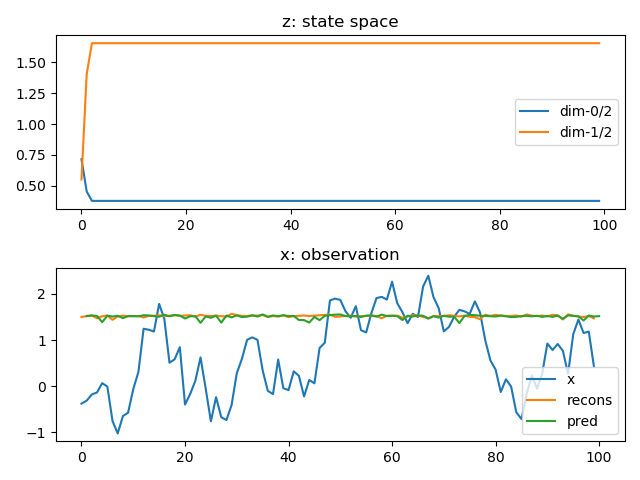 z: state space
1.50
1.25
1.00
0.75
0.50
dim-0/2
dim-1/2
0 20 40 60 80 100
x: observation
2
1
0
−1
x
recons
pred
0 20 40 60 80 100